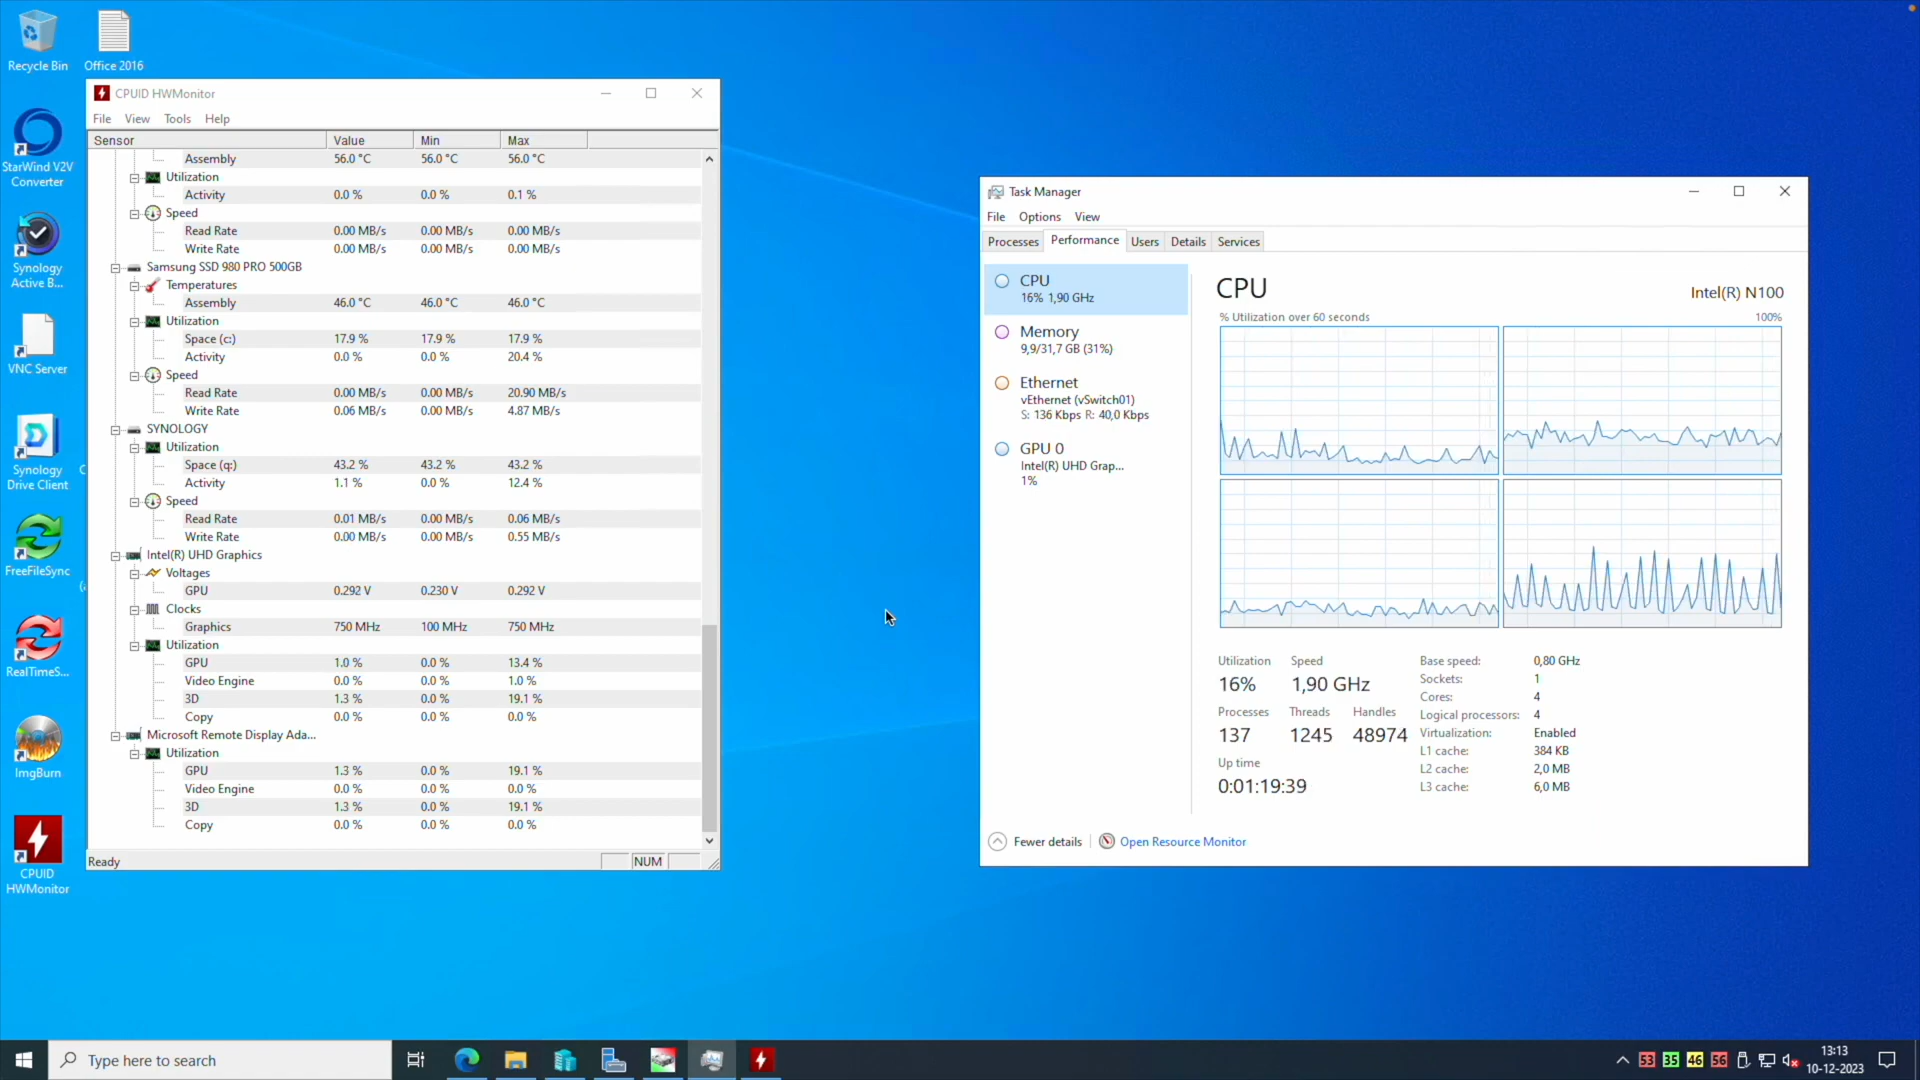 Recycle Bin
Office 2016
StarWind V2V
Converter
Synology
Active B...
VNC Server
Synology
Drive Client
FreeFileSync
RealTimeS...
ImgBurn
CPUID
HWMonitor
CPUID HWMonitor
File View Tools Help
Sensor Value Min Max
Assembly 56.0 °C 56.0 °C 56.0 °C
Utilization
Activity 0.0 % 0.0 % 0.1 %
Speed
Read Rate 0.00 MB/s 0.00 MB/s 0.00 MB/s
Write Rate 0.00 MB/s 0.00 MB/s 0.00 MB/s
Samsung SSD 980 PRO 500GB
Temperatures
Assembly 46.0 °C 46.0 °C 46.0 °C
Utilization
Space (c:) 17.9 % 17.9 % 17.9 %
Activity 0.0 % 0.0 % 20.4 %
Speed
Read Rate 0.00 MB/s 0.00 MB/s 20.90 MB/s
Write Rate 0.06 MB/s 0.00 MB/s 4.87 MB/s
SYNOLOGY
Utilization
Space (q:) 43.2 % 43.2 % 43.2 %
Activity 1.1 % 0.0 % 12.4 %
Speed
Read Rate 0.01 MB/s 0.00 MB/s 0.06 MB/s
Write Rate 0.00 MB/s 0.00 MB/s 0.55 MB/s
Intel(R) UHD Graphics
Voltages
GPU 0.292 V 0.230 V 0.292 V
Clocks
Graphics 750 MHz 100 MHz 750 MHz
Utilization
GPU 1.0 % 0.0 % 13.4 %
Video Engine 0.0 % 0.0 % 1.0 %
3D 1.3 % 0.0 % 19.1 %
Copy 0.0 % 0.0 % 0.0 %
Microsoft Remote Display Ada...
Utilization
GPU 1.3 % 0.0 % 19.1 %
Video Engine 0.0 % 0.0 % 0.0 %
3D 1.3 % 0.0 % 19.1 %
Copy 0.0 % 0.0 % 0.0 %
Ready NUM
Task Manager
File Options View
Processes Performance Users Details Services
CPU
16% 1,90 GHz
Memory
9,9/31,7 GB (31%)
Ethernet
vEthernet (vSwitch01)
S: 136 Kbps R: 40,0 Kbps
GPU 0
Intel(R) UHD Grap...
1%
CPU Intel(R) N100
% Utilization over 60 seconds 100%
Utilization Speed
16% 1,90 GHz
Processes Threads Handles
137 1245 48974
Up time
0:01:19:39
Base speed: 0,80 GHz
Sockets: 1
Cores: 4
Logical processors: 4
Virtualization: Enabled
L1 cache: 384 KB
L2 cache: 2,0 MB
L3 cache: 6,0 MB
Fewer details Open Resource Monitor
Type here to search
53 35 46 56
13:13
10-12-2023